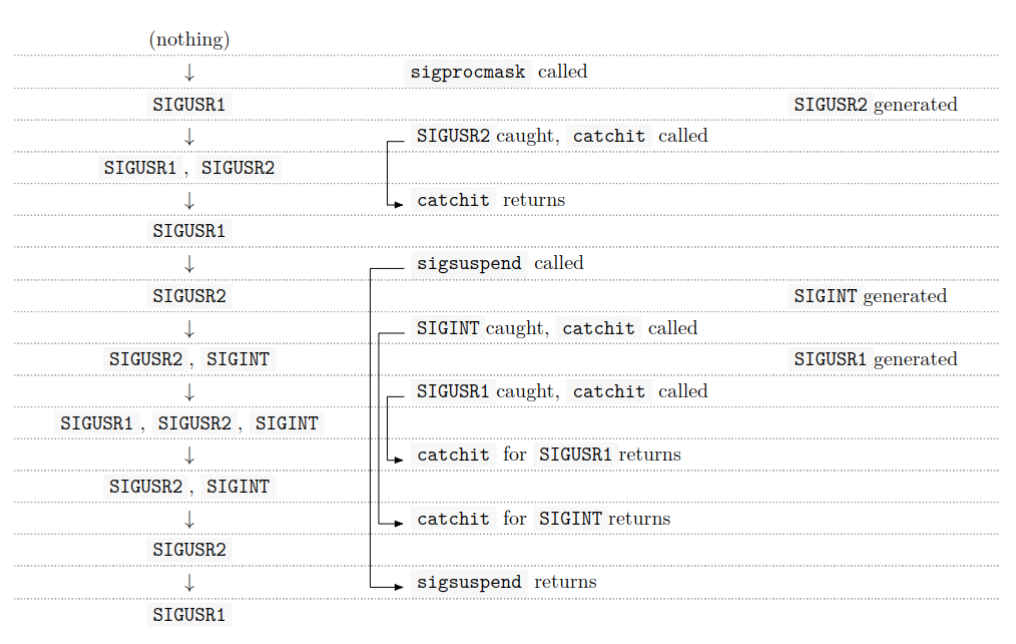 (nothing)
↓ sigprocmask called
SIGUSR1 SIGUSR2 generated
↓ SIGUSR2 caught, catchit called
SIGUSR1 , SIGUSR2
↓ catchit returns
SIGUSR1
↓ sigsuspend called
SIGUSR2 SIGINT generated
↓ SIGINT caught, catchit called
SIGUSR2 , SIGINT SIGUSR1 generated
↓ SIGUSR1 caught, catchit called
SIGUSR1 , SIGUSR2 , SIGINT
↓ catchit for SIGUSR1 returns
SIGUSR2 , SIGINT
↓ catchit for SIGINT returns
SIGUSR2
↓ sigsuspend returns
SIGUSR1